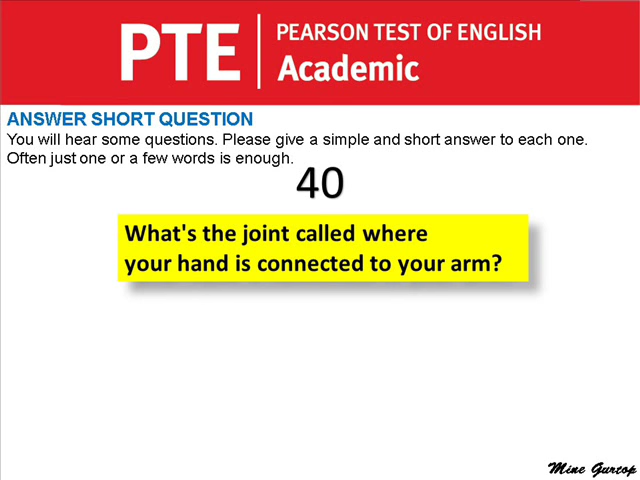 PTE
PEARSON TEST OF ENGLISH
Academic
ANSWER SHORT QUESTION
You will hear some questions. Please give a simple and short answer to each one.
Often just one or a few words is enough.
40
What's the joint called where
your hand is connected to your arm?
Mine Gurtop